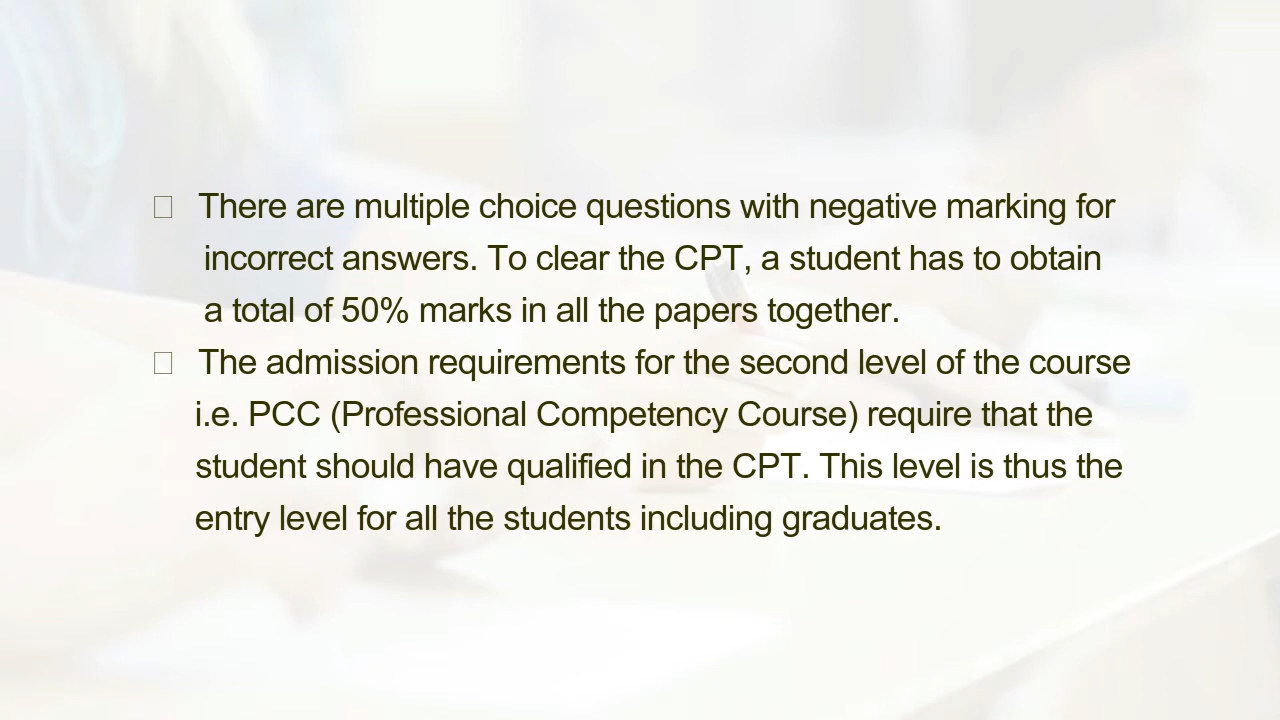 There are multiple choice questions with negative marking for
incorrect answers. To clear the CPT, a student has to obtain
a total of 50% marks in all the papers together.
The admission requirements for the second level of the course
i.e. PCC (Professional Competency Course) require that the
student should have qualified in the CPT. This level is thus the
entry level for all the students including graduates.